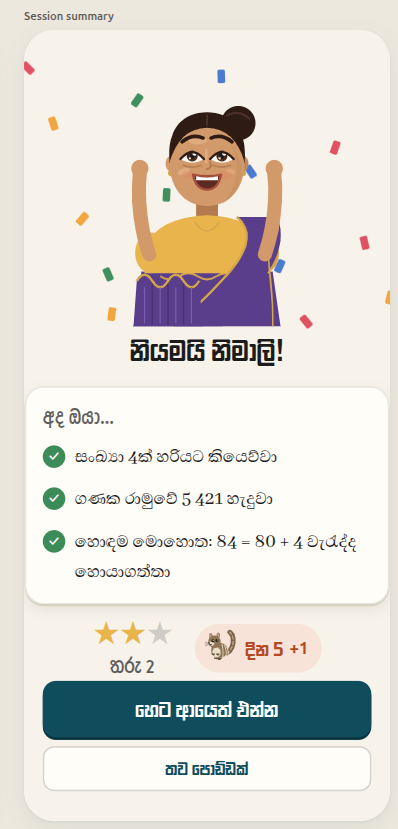 Session summary
නියමයි නිමාලි!
අද ඔයා...
සංඛ්‍යා 4ක් හරියට කියෙව්වා
ගණක රාමුවේ 5 421 හැදුවා
හොඳම මොහොත: 84 = 80 + 4 වැරැද්ද
හොයාගත්තා
තරු 2
දින 5 +1
හෙට ආයෙත් එන්න
තව පොඩ්ඩක්